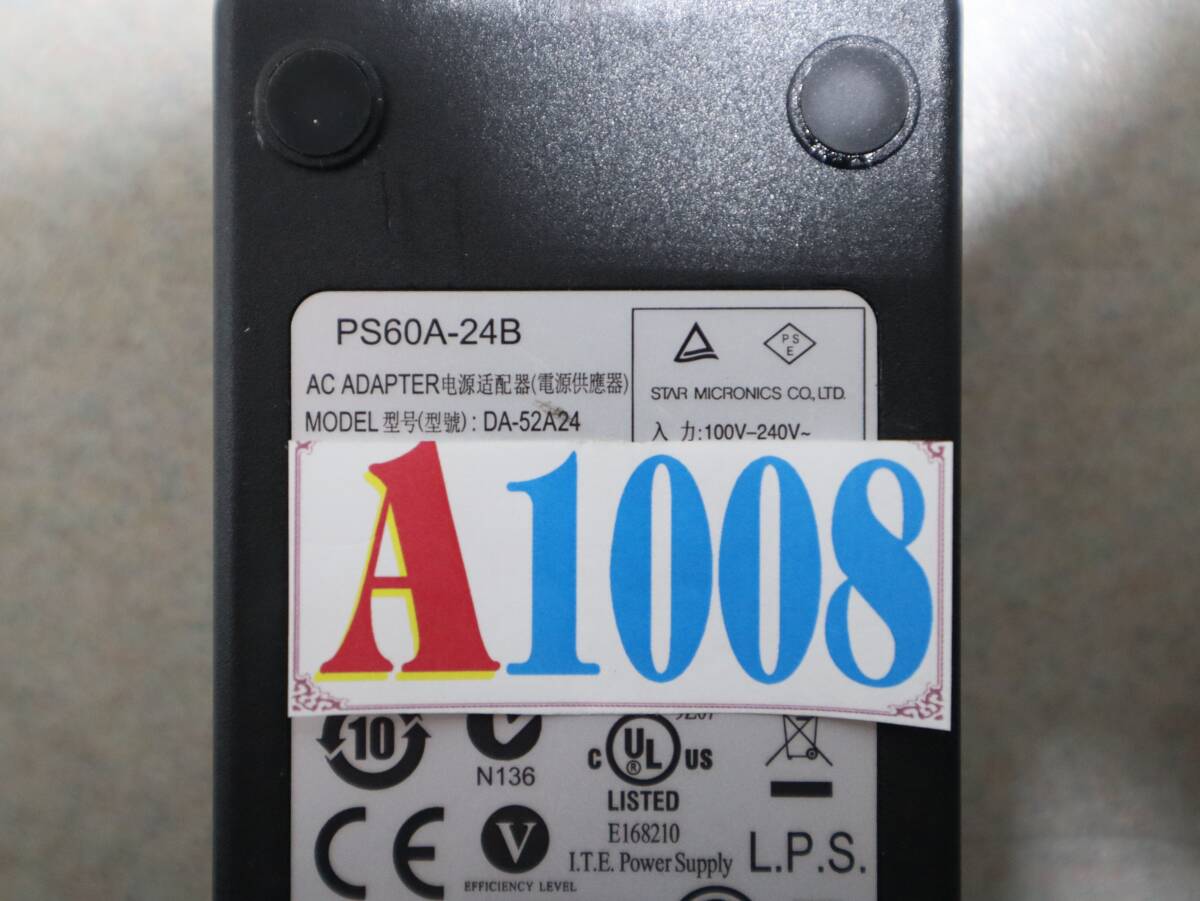 PS60A-24B
AC ADAPTER电源适配器(電源供應器)
MODEL 型号(型號): DA-52A24
PS
E
STAR MICRONICS CO., LTD.
入 力:100V-240V~
A1008
10
N136
C UL US
®
LISTED
E168210
I.T.E. Power Supply
CE
V
EFFICIENCY LEVEL
L.P.S.